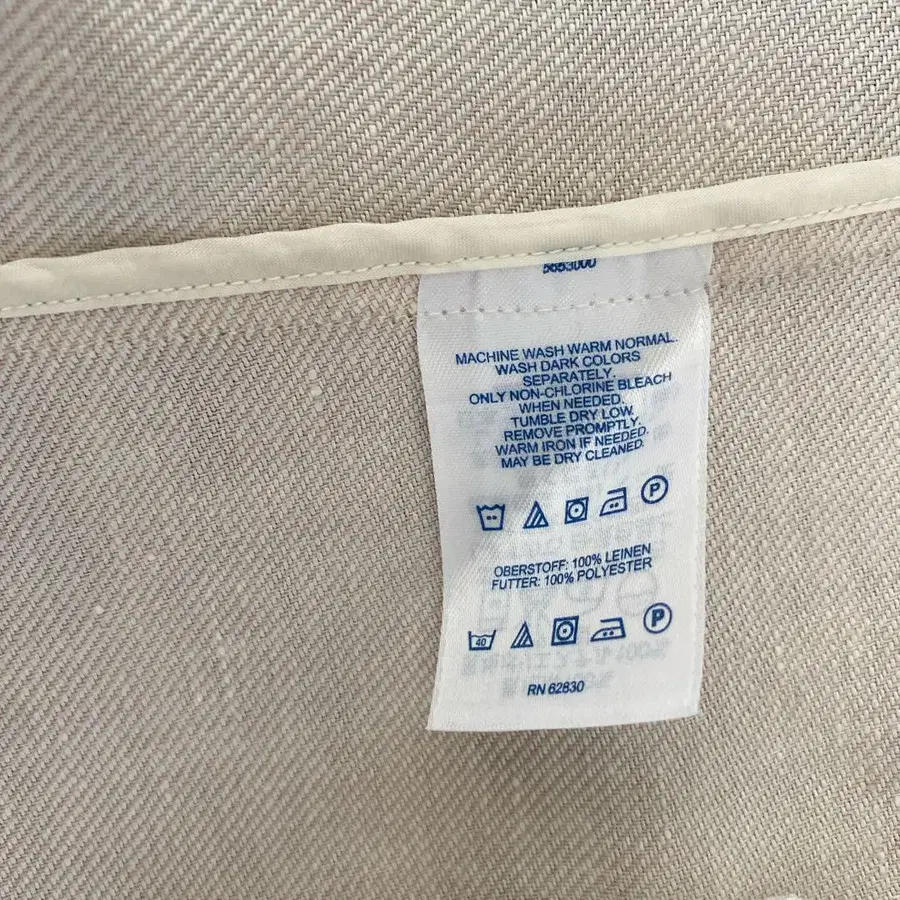 5653000
MACHINE WASH WARM NORMAL.
WASH DARK COLORS
SEPARATELY.
ONLY NON-CHLORINE BLEACH
WHEN NEEDED.
TUMBLE DRY LOW.
REMOVE PROMPTLY.
WARM IRON IF NEEDED.
MAY BE DRY CLEANED.
P
OBERSTOFF: 100% LEINEN
FUTTER: 100% POLYESTER
40 P
RN 62830